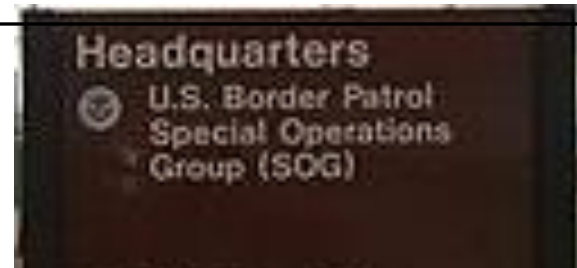 Headquarters
U.S. Border Patrol
Special Operations
Group (SOG)